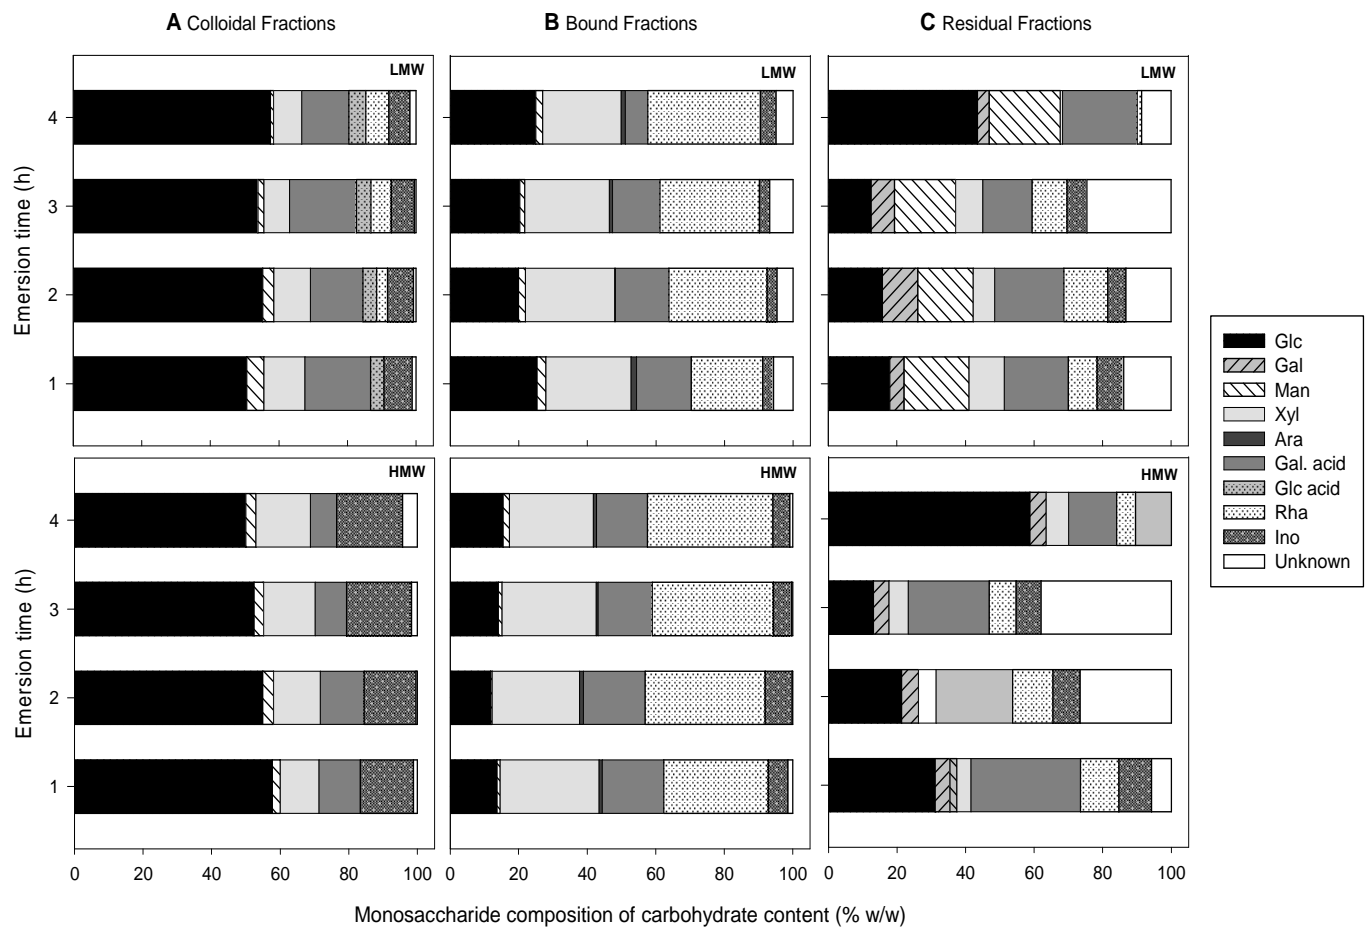 A Colloidal Fractions
B Bound Fractions
C Residual Fractions
LMW
LMW
LMW
Emersion time (h)
4
3
2
1
HMW
HMW
HMW
Emersion time (h)
4
3
2
1
0 20 40 60 80 100
0 20 40 60 80 100
0 20 40 60 80 100
Monosaccharide composition of carbohydrate content (% w/w)
Glc
Gal
Man
Xyl
Ara
Gal. acid
Glc acid
Rha
Ino
Unknown